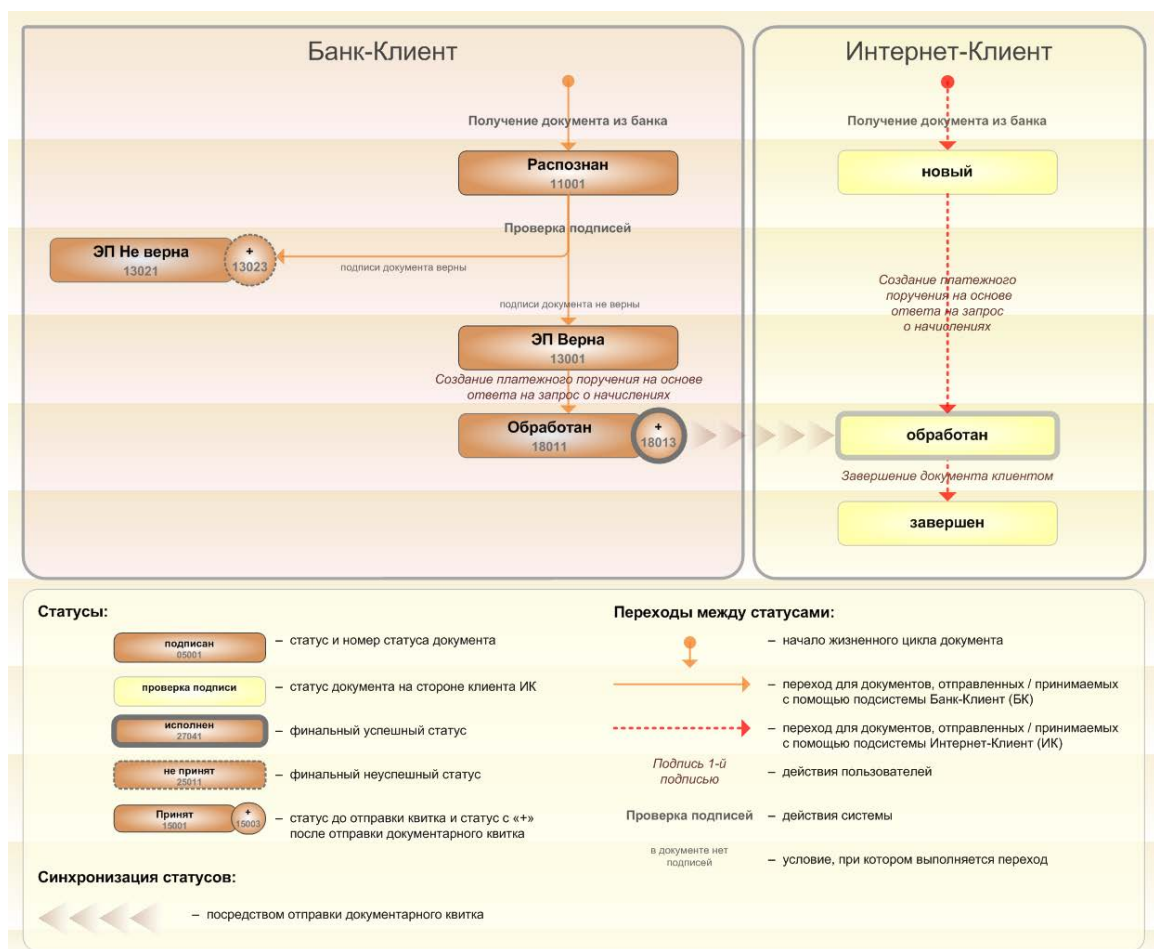 Банк-Клиент
Интернет-Клиент
Получение документа из банка
Получение документа из банка
Распознан
11001
новый
Проверка подписей
ЭП Не верна
13021
+
13023
подписи документа верны
подписи документа не верны
Создание платежного
поручения на основе
ответа на запрос
о начислениях
ЭП Верна
13001
Создание платежного поручения на основе
ответа на запрос о начислениях
Обработан
18011
+
18013
обработан
Завершение документа клиентом
завершен
Статусы:
подписан
05001
– статус и номер статуса документа
проверка подписи
– статус документа на стороне клиента ИК
исполнен
27041
– финальный успешный статус
не принят
25011
– финальный неуспешный статус
Принят
15001
+
15003
– статус до отправки квитка и статус с «+»
после отправки документарного квитка
Синхронизация статусов:
– посредством отправки документарного квитка
Переходы между статусами:
– начало жизненного цикла документа
– переход для документов, отправленных / принимаемых
с помощью подсистемы Банк-Клиент (БК)
– переход для документов, отправленных / принимаемых
с помощью подсистемы Интернет-Клиент (ИК)
Подпись 1-й
подписью
– действия пользователей
Проверка подписей
– действия системы
в документе нет
подписей
– условие, при котором выполняется переход